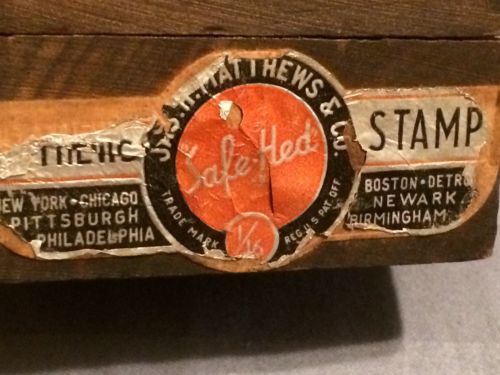 JAS. H. MATTHEWS & CO.
Safe-Hed
TRADE MARK REG. U.S. PAT. OFF.
1/16
STAMP
NEW YORK • CHICAGO
PITTSBURGH
PHILADELPHIA
BOSTON • DETRO
NEWARK
BIRMINGHAM